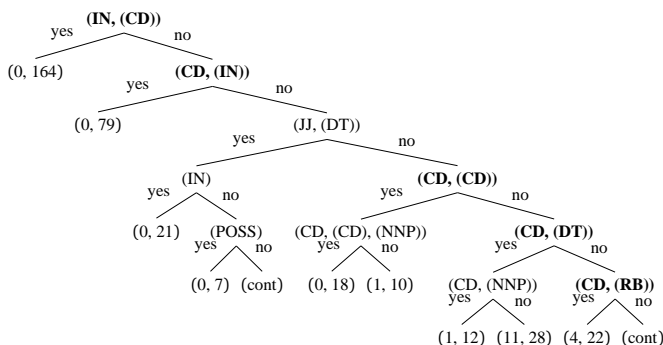 (IN, (CD))
yes no
(0, 164) (CD, (IN))
yes no
(0, 79) (JJ, (DT))
yes no
(IN) (CD, (CD))
yes no yes no
(0, 21) (POSS) (CD, (CD), (NNP)) (CD, (DT))
yes no yes no yes no
(0, 7) (cont) (0, 18) (1, 10) (CD, (NNP)) (CD, (RB))
yes no yes no
(1, 12) (11, 28) (4, 22) (cont)